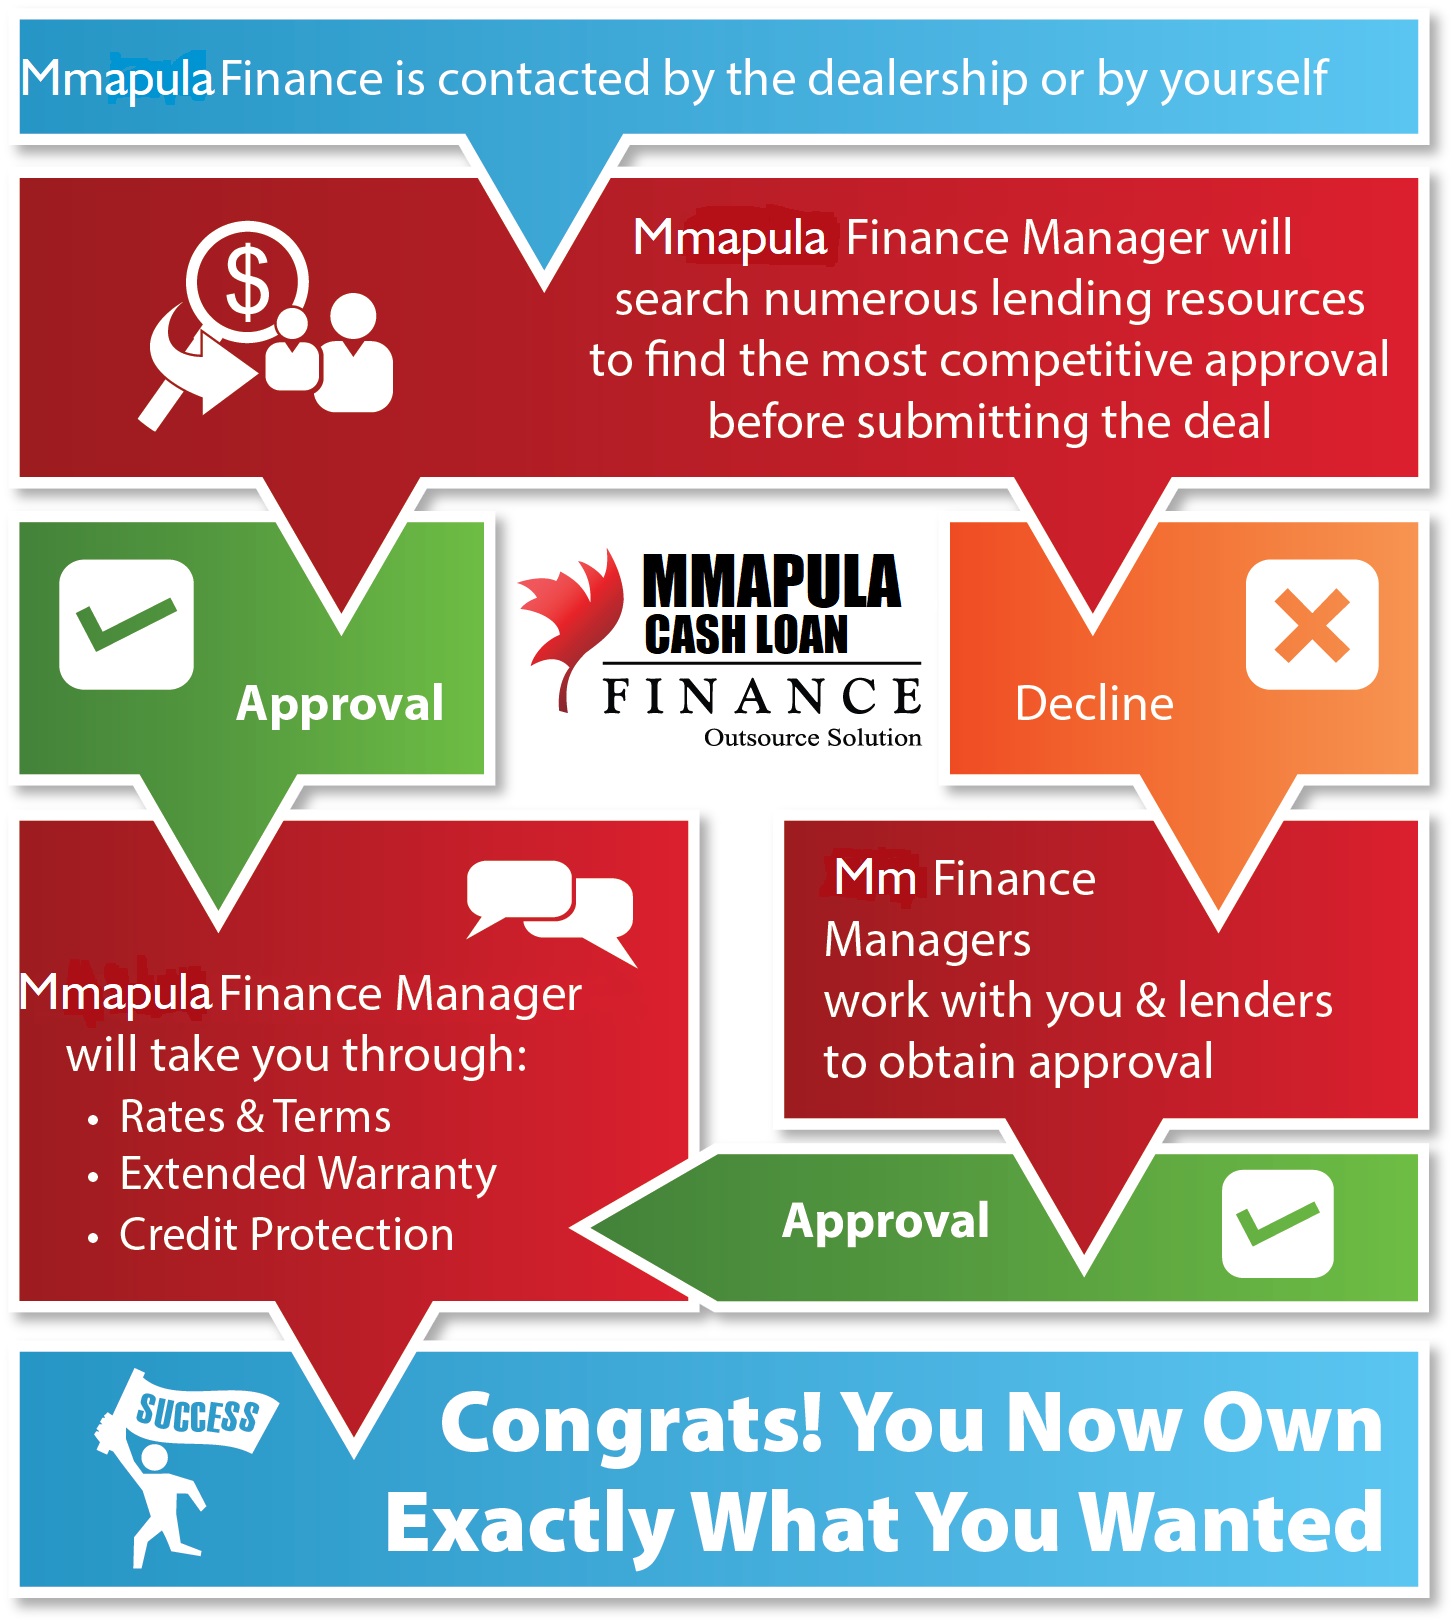 Mmapula Finance is contacted by the dealership or by yourself
$
Mmapula Finance Manager will
search numerous lending resources
to find the most competitive approval
before submitting the deal
Approval
MMAPULA
CASH LOAN
FINANCE
Outsource Solution
Decline
Mmapula Finance Manager
will take you through:
• Rates & Terms
• Extended Warranty
• Credit Protection
Mm Finance
Managers
work with you & lenders
to obtain approval
Approval
SUCCESS
Congrats! You Now Own
Exactly What You Wanted